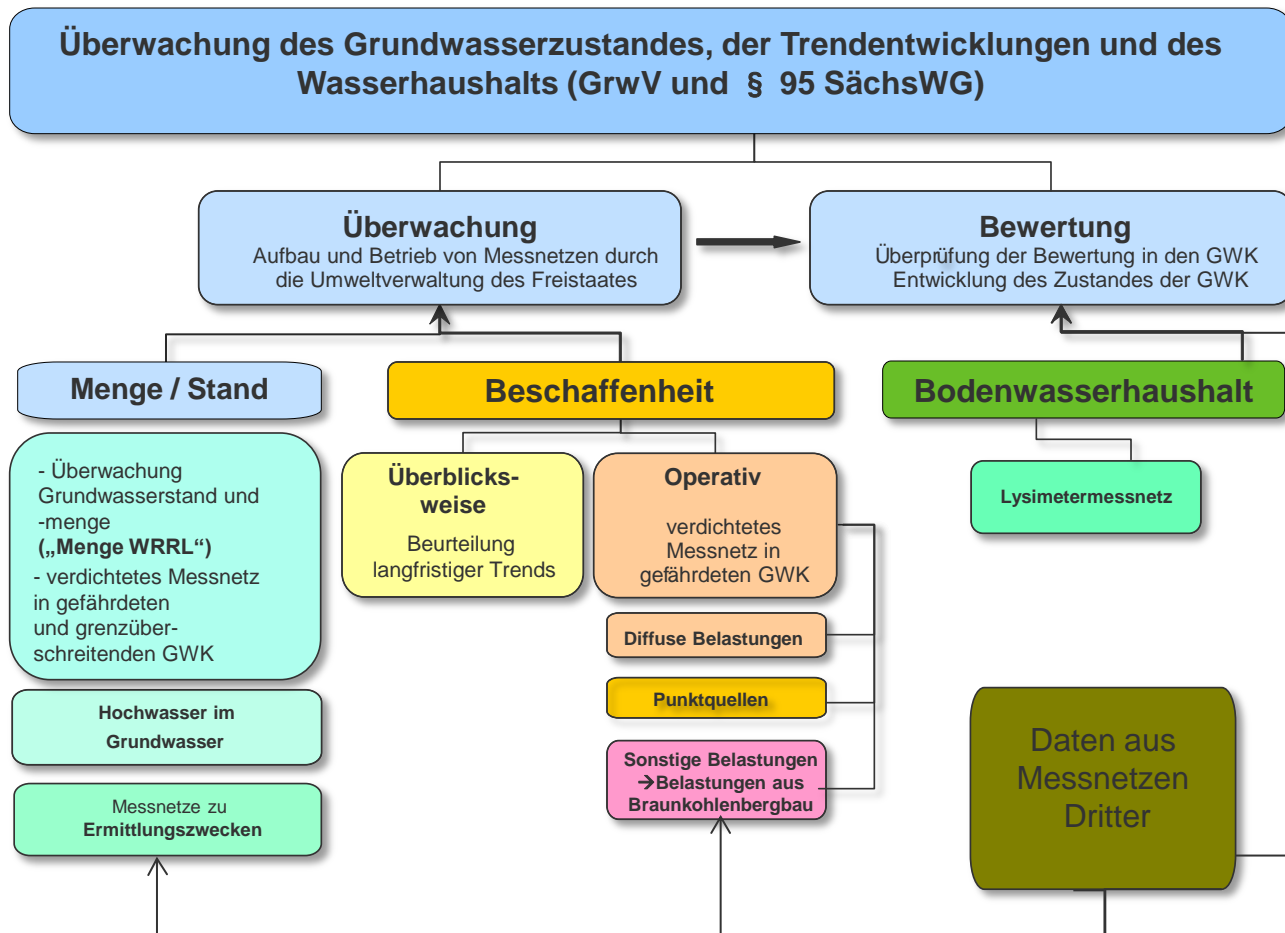 Überwachung des Grundwasserzustandes, der Trendentwicklungen und des
Wasserhaushalts (GrwV und § 95 SächsWG)
Überwachung
Aufbau und Betrieb von Messnetzen durch
die Umweltverwaltung des Freistaates
Bewertung
Überprüfung der Bewertung in den GWK
Entwicklung des Zustandes der GWK
Menge / Stand
- Überwachung
Grundwasserstand und
-menge
(„Menge WRRL“)
- verdichtetes Messnetz
in gefährdeten
und grenzüber-
schreitenden GWK
Hochwasser im
Grundwasser
Messnetze zu
Ermittlungszwecken
Beschaffenheit
Überblicks-
weise
Beurteilung
langfristiger Trends
Operativ
verdichtetes
Messnetz in
gefährdeten GWK
Diffuse Belastungen
Punktquellen
Sonstige Belastungen
→Belastungen aus
Braunkohlenbergbau
Bodenwasserhaushalt
Lysimetermessnetz
Daten aus
Messnetzen
Dritter